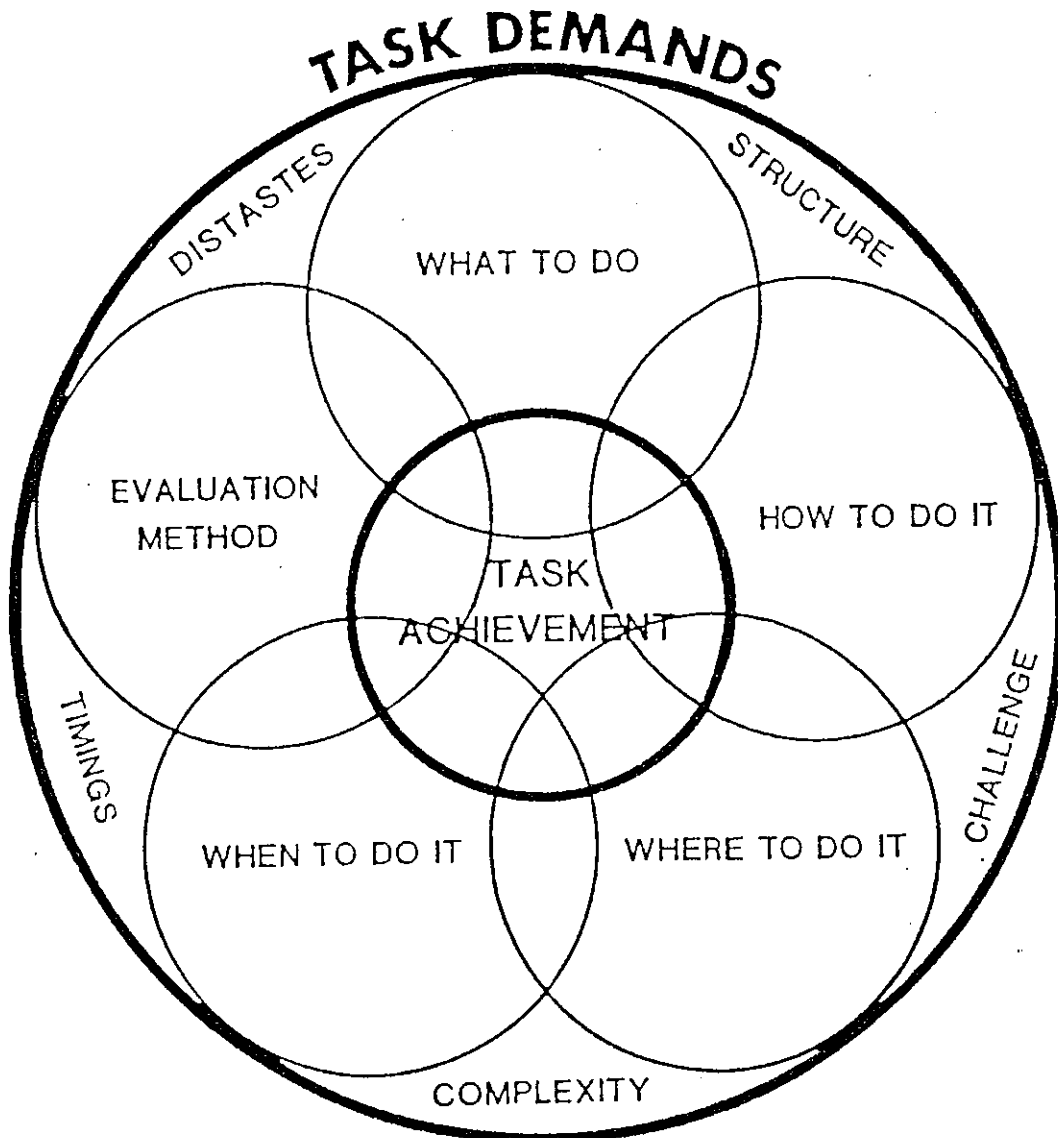 TASK DEMANDS
DISTASTES
STRUCTURE
WHAT TO DO
EVALUATION
METHOD
HOW TO DO IT
TASK
ACHIEVEMENT
TIMINGS
CHALLENGE
WHEN TO DO IT
WHERE TO DO IT
COMPLEXITY